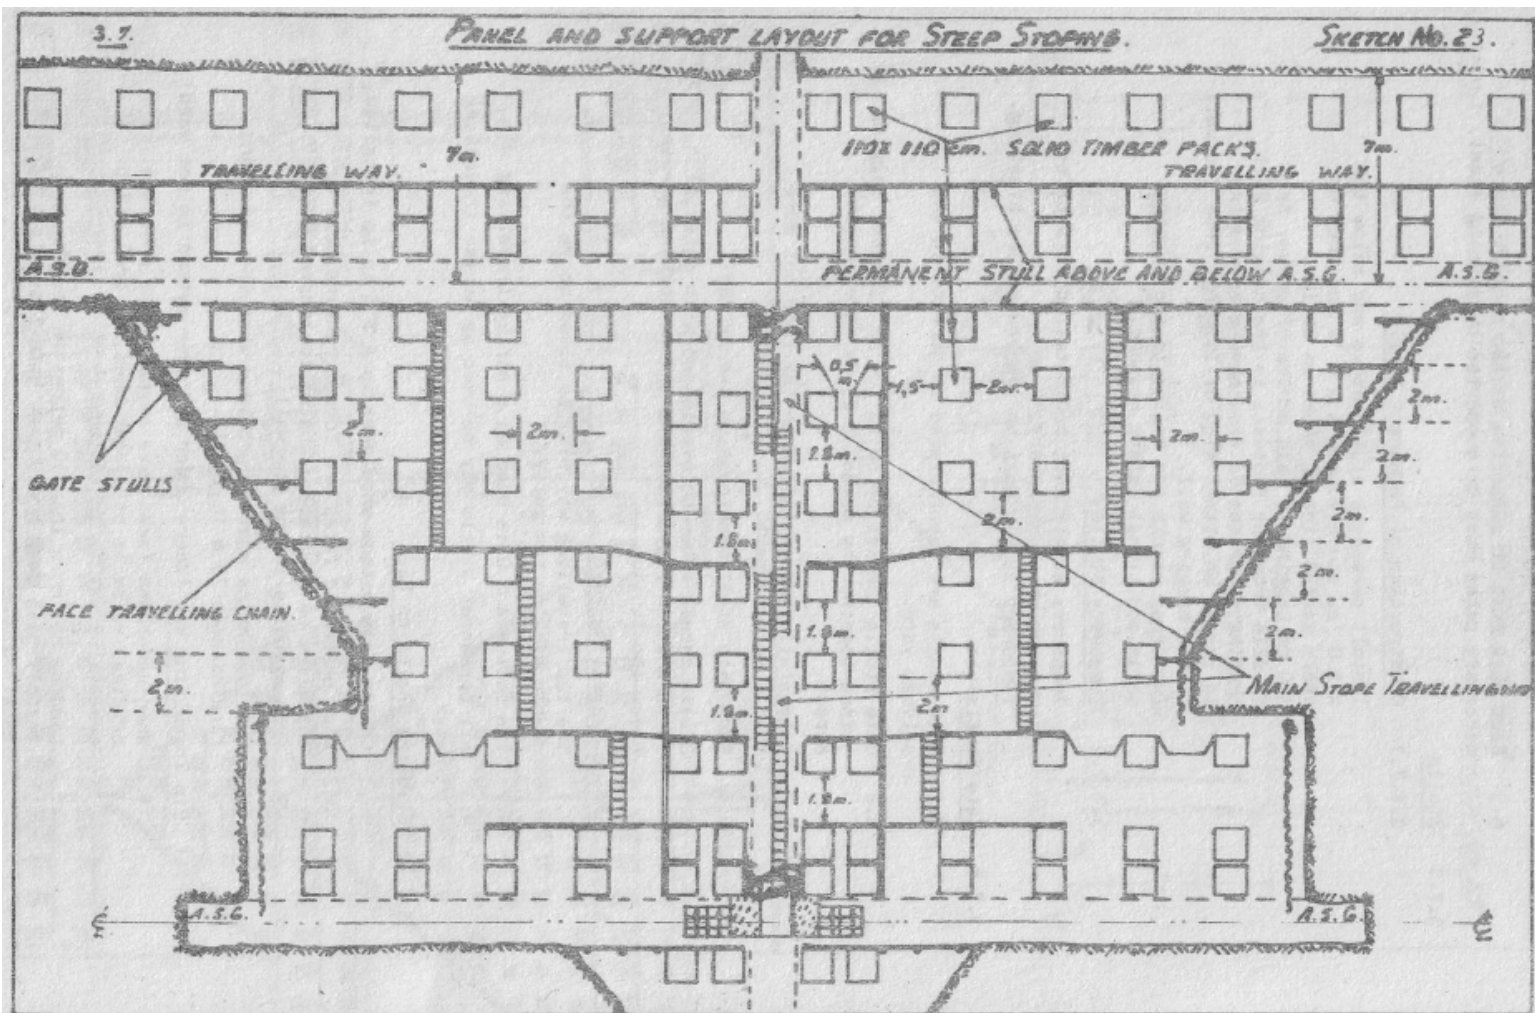 3.7.
PANEL AND SUPPORT LAYOUT FOR STEEP STOPING.
SKETCH NO. 23.
7m.
110X 110 cm. SOLID TIMBER PACKS.
7m.
TRAVELLING WAY.
TRAVELLING WAY.
A.S.G.
PERMANENT STULL ABOVE AND BELOW A.S.G.
A.S.G.
0,5
m.
1,5
2m.
2m.
2m.
2m.
2m.
1.8m.
2m.
2m.
GATE STULLS
2m.
2m.
1.8m.
2m.
FACE TRAVELLING CHAIN.
1.8m.
2m.
2m.
MAIN STOPE TRAVELLINGWAY
1.8m.
2m
1.8m.
A.S.G.
A.S.G.